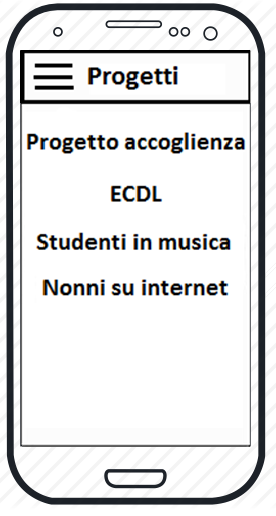 Progetti
Progetto accoglienza
ECDL
Studenti in musica
Nonni su internet